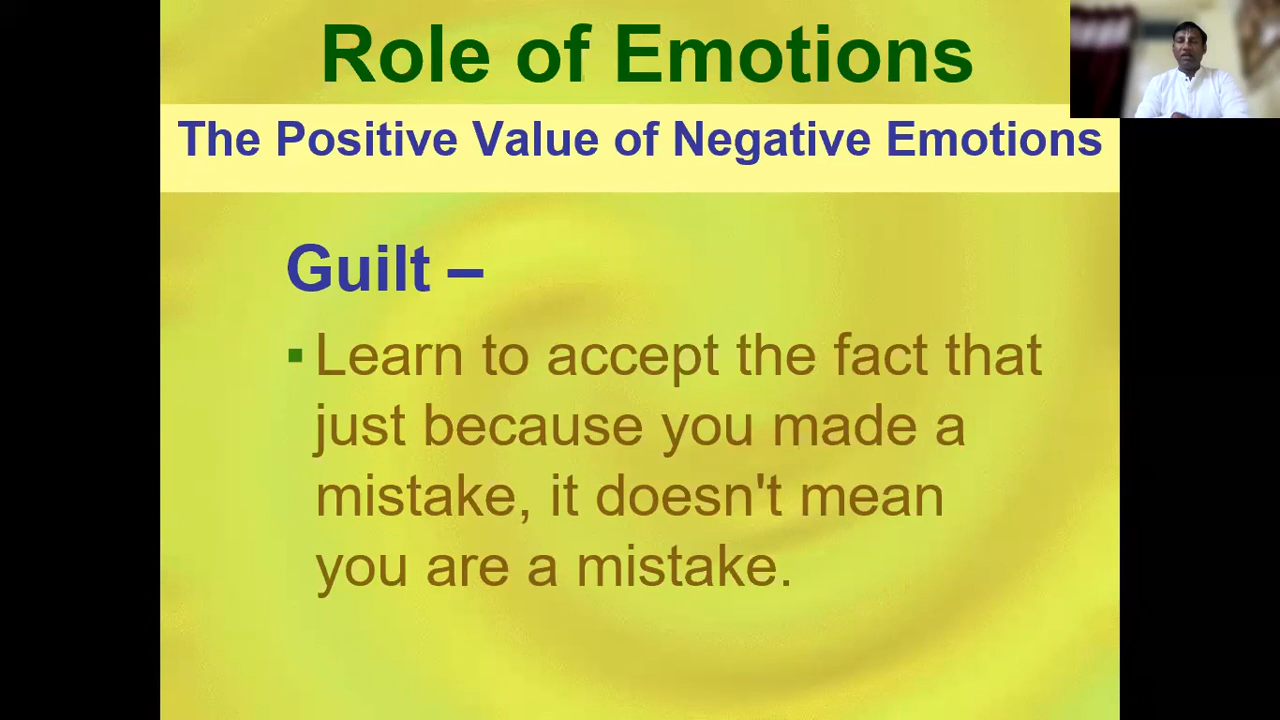 Role of Emotions
The Positive Value of Negative Emotions
Guilt –
▪ Learn to accept the fact that
just because you made a
mistake, it doesn't mean
you are a mistake.